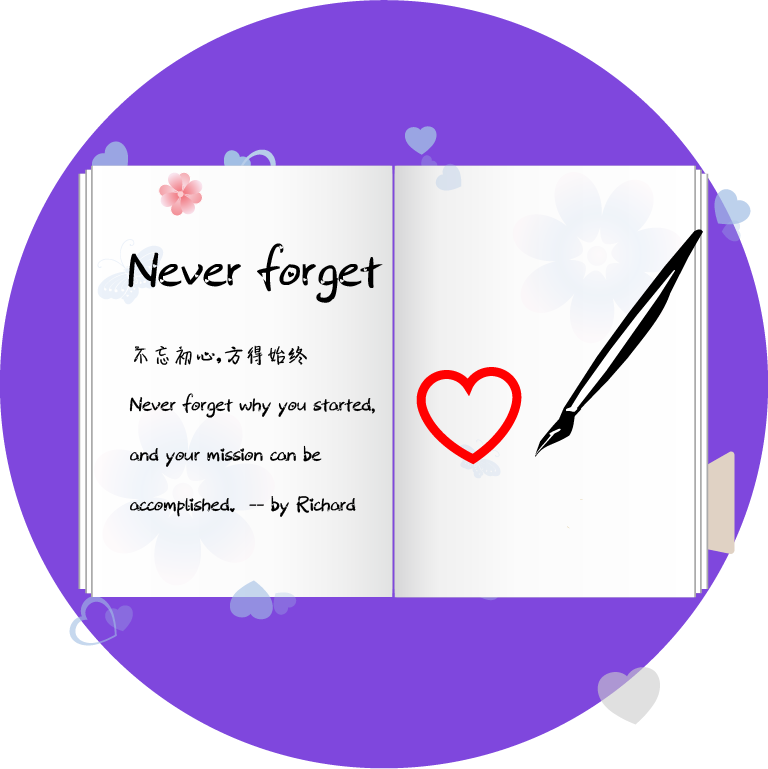 Never forget
不忘初心,方得始终
Never forget why you started,
and your mission can be
accomplished. -- by Richard